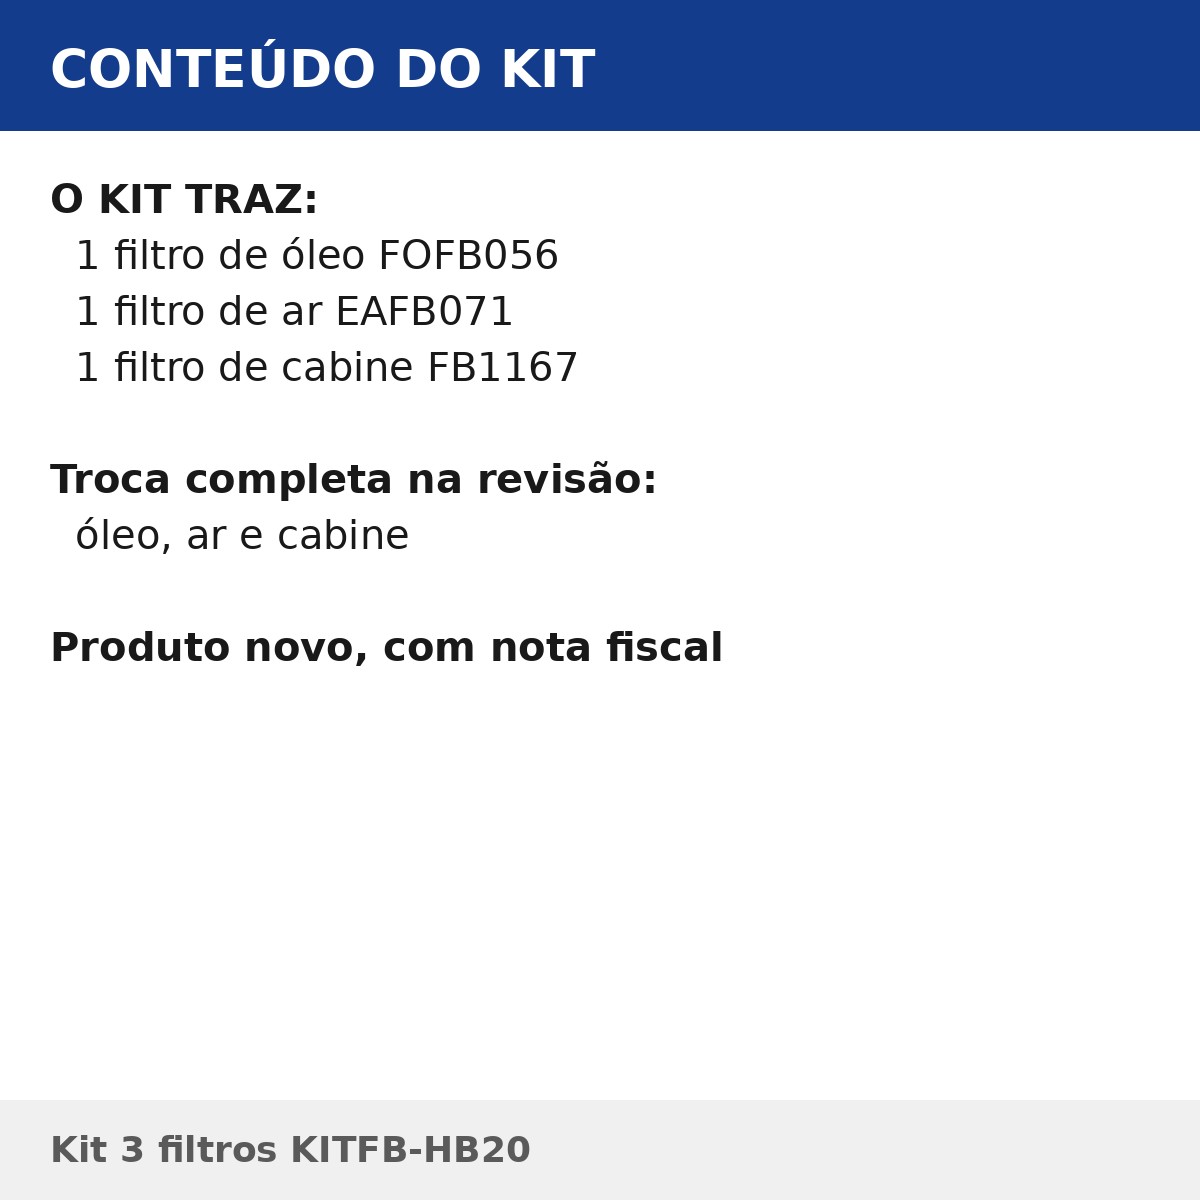 CONTEÚDO DO KIT
O KIT TRAZ:
1 filtro de óleo FOFB056
1 filtro de ar EAFB071
1 filtro de cabine FB1167
Troca completa na revisão:
óleo, ar e cabine
Produto novo, com nota fiscal
Kit 3 filtros KITFB-HB20